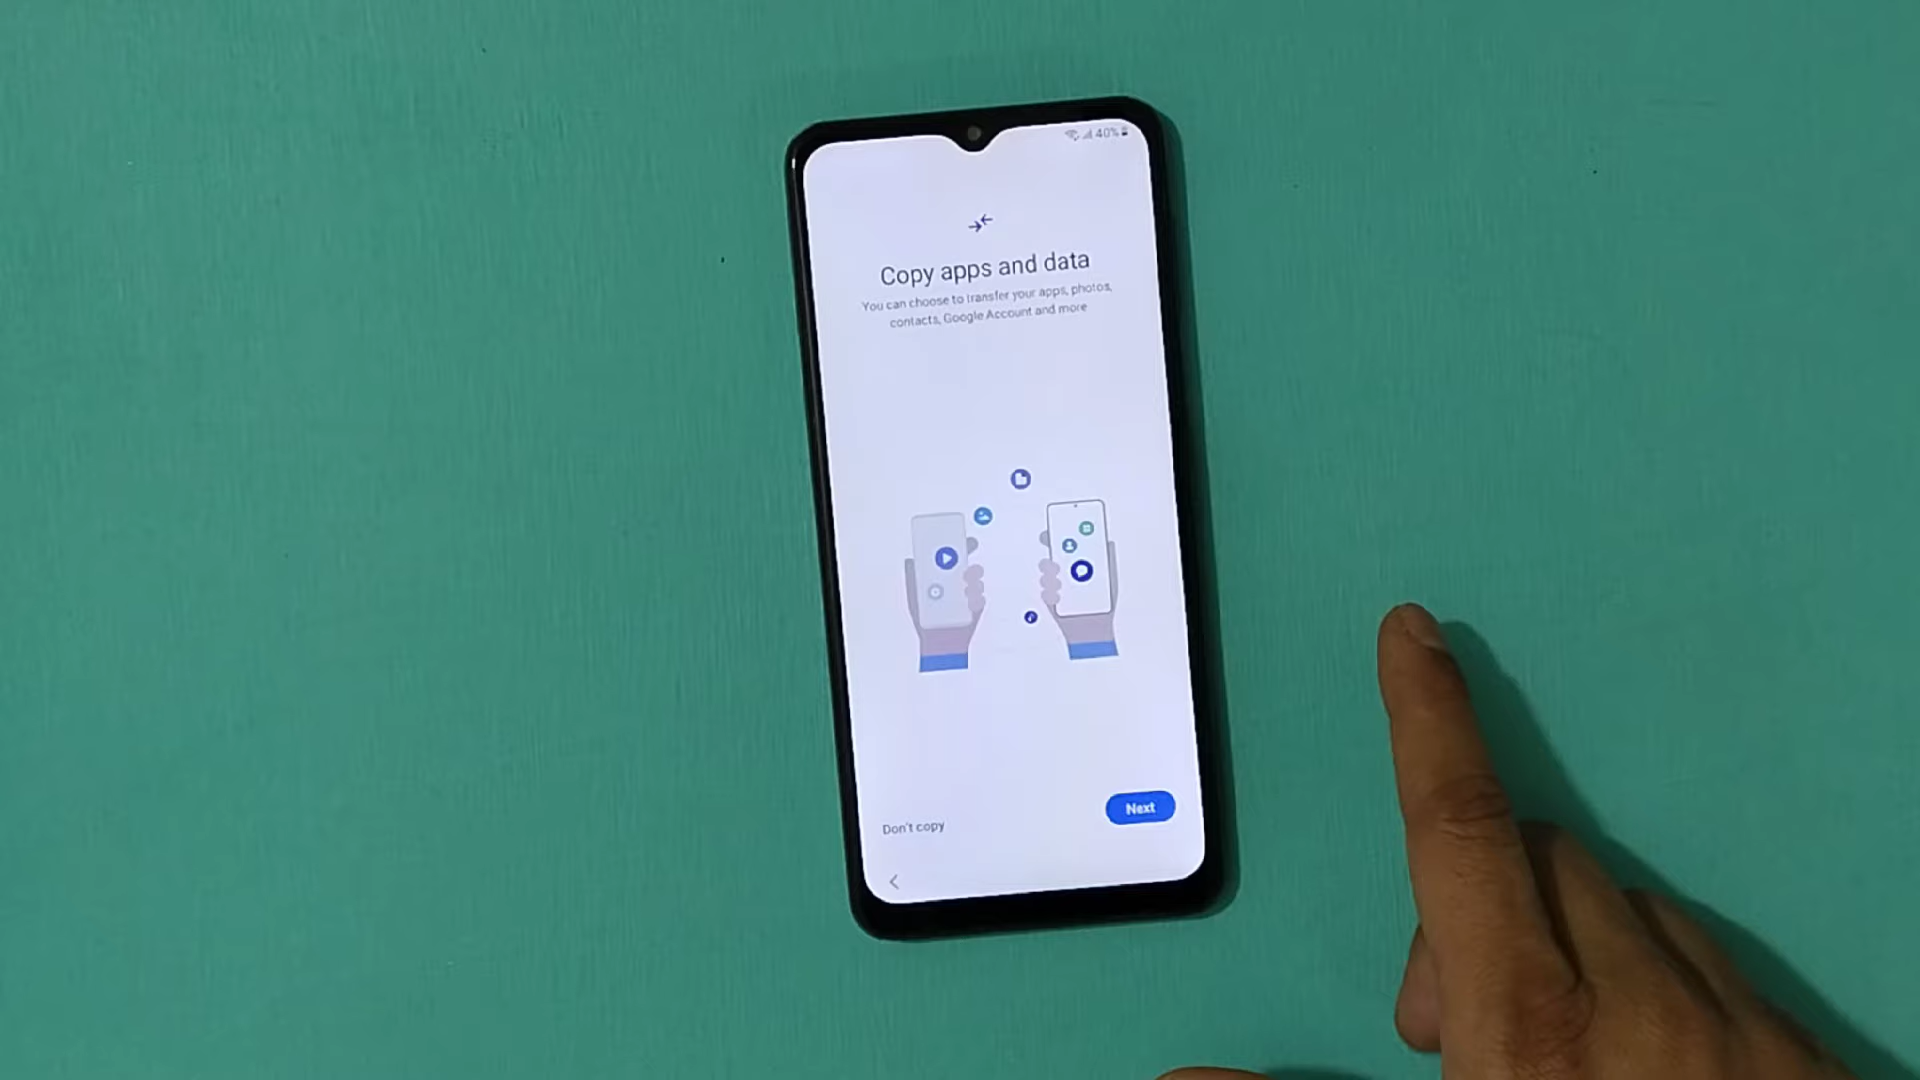 40%
Copy apps and data
You can choose to transfer your apps, photos,
contacts, Google Account and more
Don't copy
Next